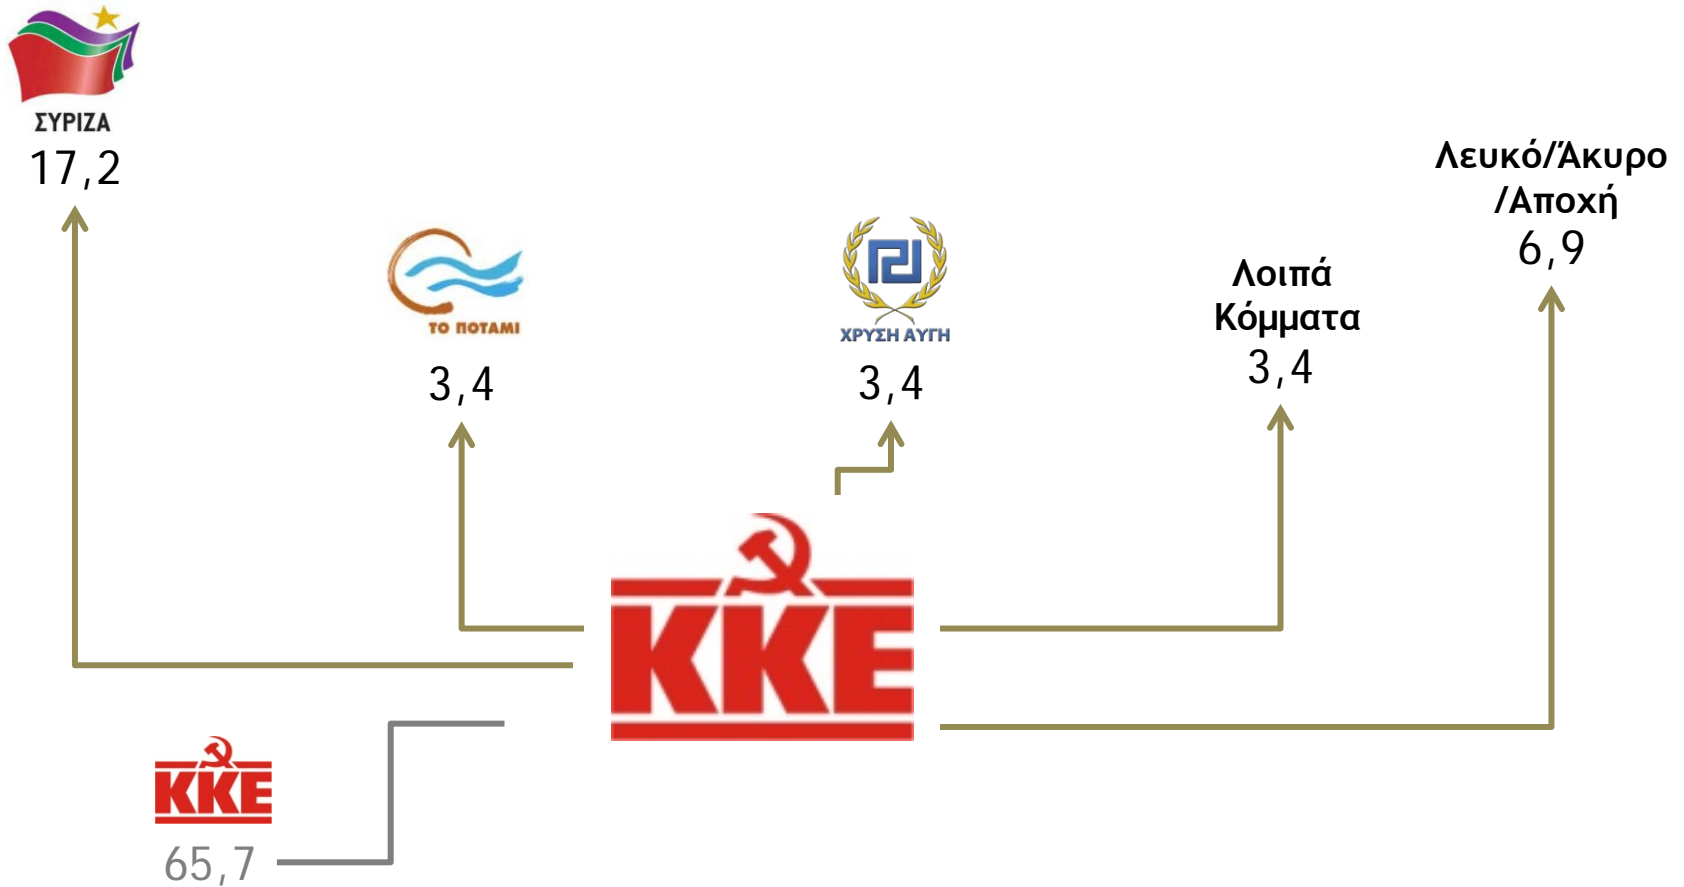 ΣΥΡΙΖΑ
17,2
ΤΟ ΠΟΤΑΜΙ
3,4
ΧΡΥΣΗ ΑΥΓΗ
3,4
Λοιπά
Κόμματα
3,4
Λευκό/Άκυρο
/Αποχή
6,9
ΚΚΕ
ΚΚΕ
65,7